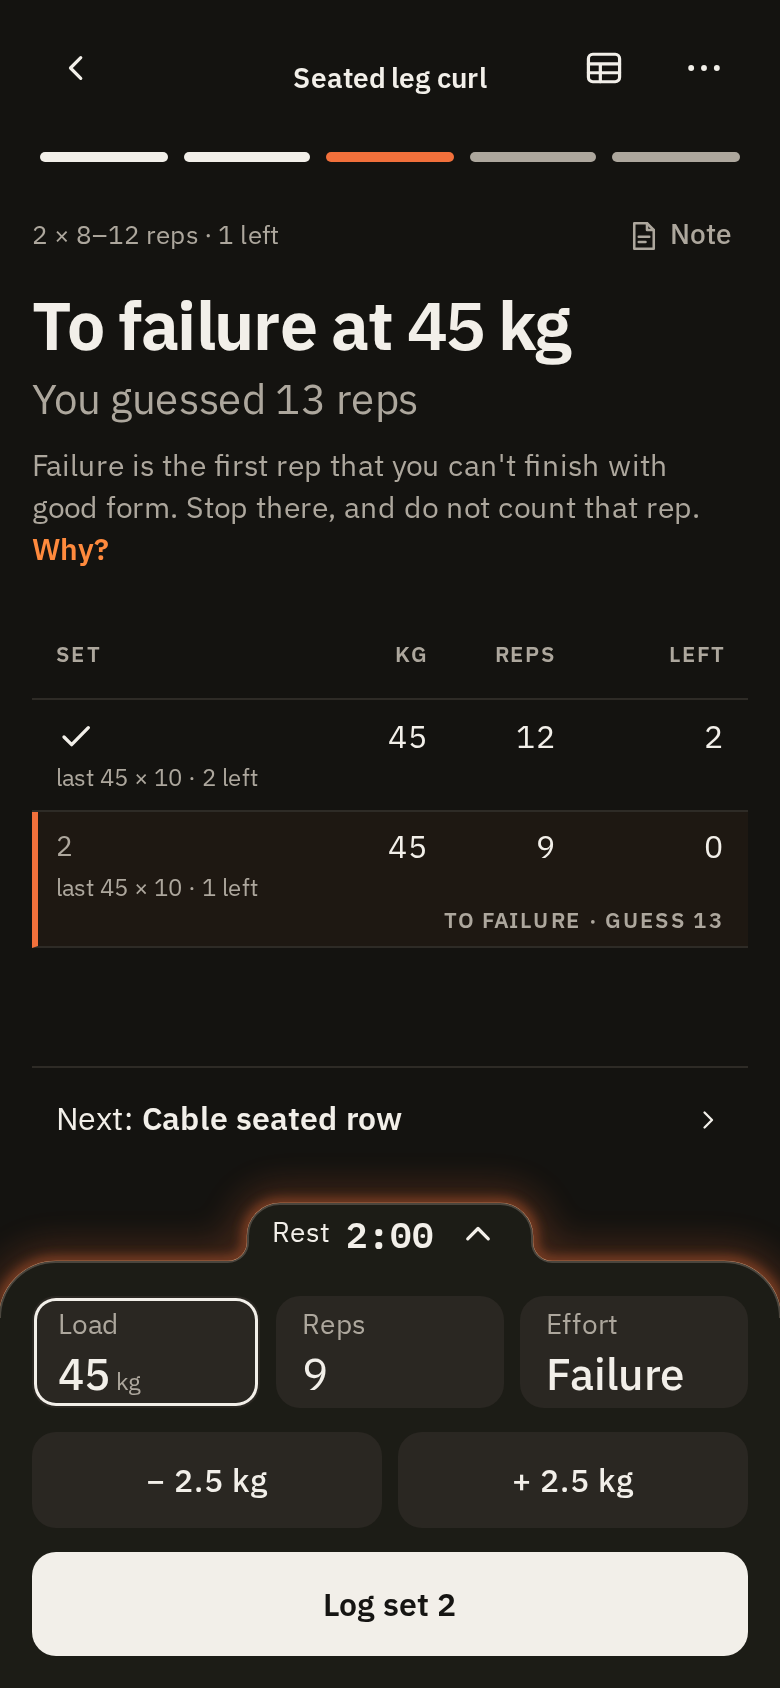 Seated leg curl
2 × 8–12 reps · 1 left
Note
To failure at 45 kg
You guessed 13 reps
Failure is the first rep that you can't finish with
good form. Stop there, and do not count that rep.
Why?
SET KG REPS LEFT
45 12 2
last 45 × 10 · 2 left
2 45 9 0
last 45 × 10 · 1 left
TO FAILURE · GUESS 13
Next: Cable seated row
Rest 2:00
Load Reps Effort
45 kg 9 Failure
– 2.5 kg + 2.5 kg
Log set 2